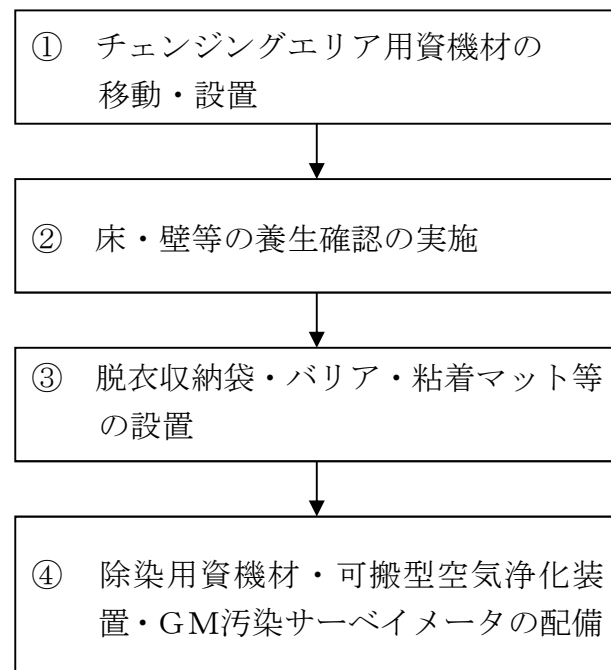 ① チェンジングエリア用資機材の
移動・設置
② 床・壁等の養生確認の実施
③ 脱衣収納袋・バリア・粘着マット等
の設置
④ 除染用資機材・可搬型空気浄化装
置・GM汚染サーベイメータの配備